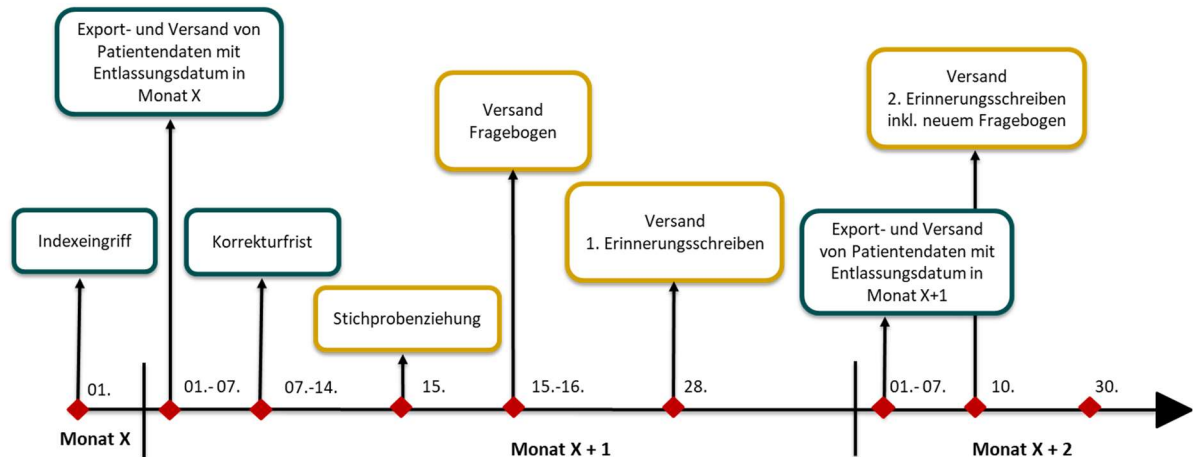 Export- und Versand von
Patientendaten mit
Entlassungsdatum in
Monat X
Versand
Fragebogen
Versand
2. Erinnerungsschreiben
inkl. neuem Fragebogen
Indexeingriff
Korrekturfrist
Versand
1. Erinnerungsschreiben
Export- und Versand
von Patientendaten mit
Entlassungsdatum in
Monat X+1
Stichprobenziehung
01.
01.- 07.
07.-14.
15.
15.-16.
28.
01.- 07.
10.
30.
Monat X
Monat X + 1
Monat X + 2